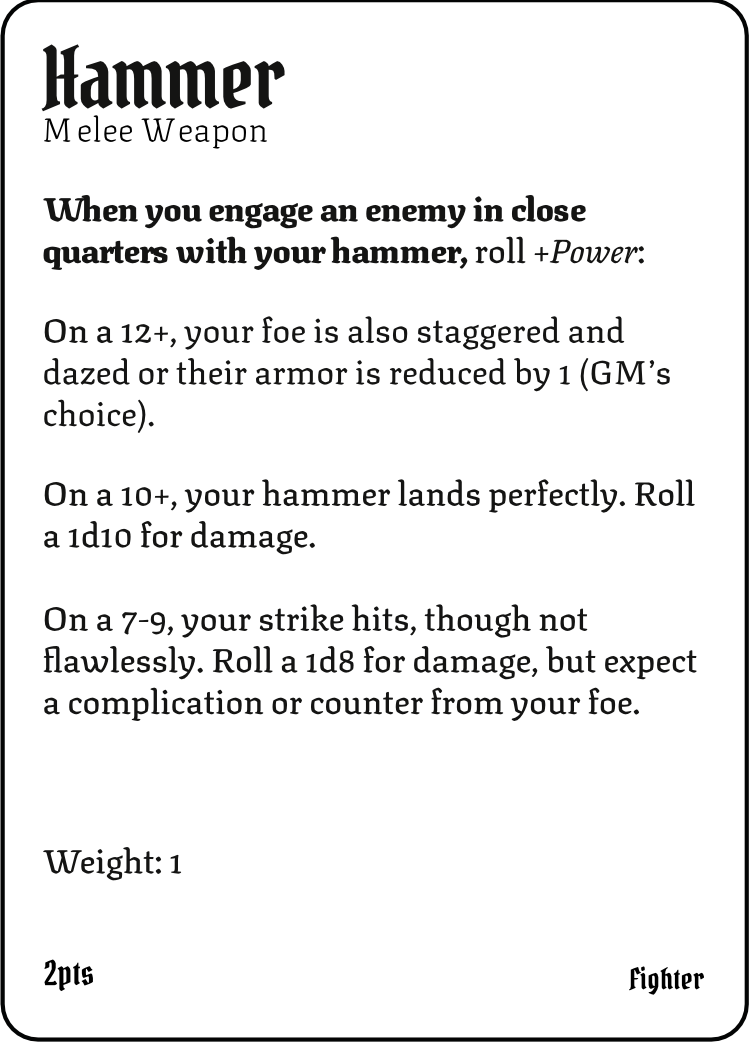 Hammer
Melee Weapon
When you engage an enemy in close
quarters with your hammer, roll +Power:
On a 12+, your foe is also staggered and
dazed or their armor is reduced by 1 (GM’s
choice).
On a 10+, your hammer lands perfectly. Roll
a 1d10 for damage.
On a 7-9, your strike hits, though not
flawlessly. Roll a 1d8 for damage, but expect
a complication or counter from your foe.
Weight: 1
2pts
Fighter